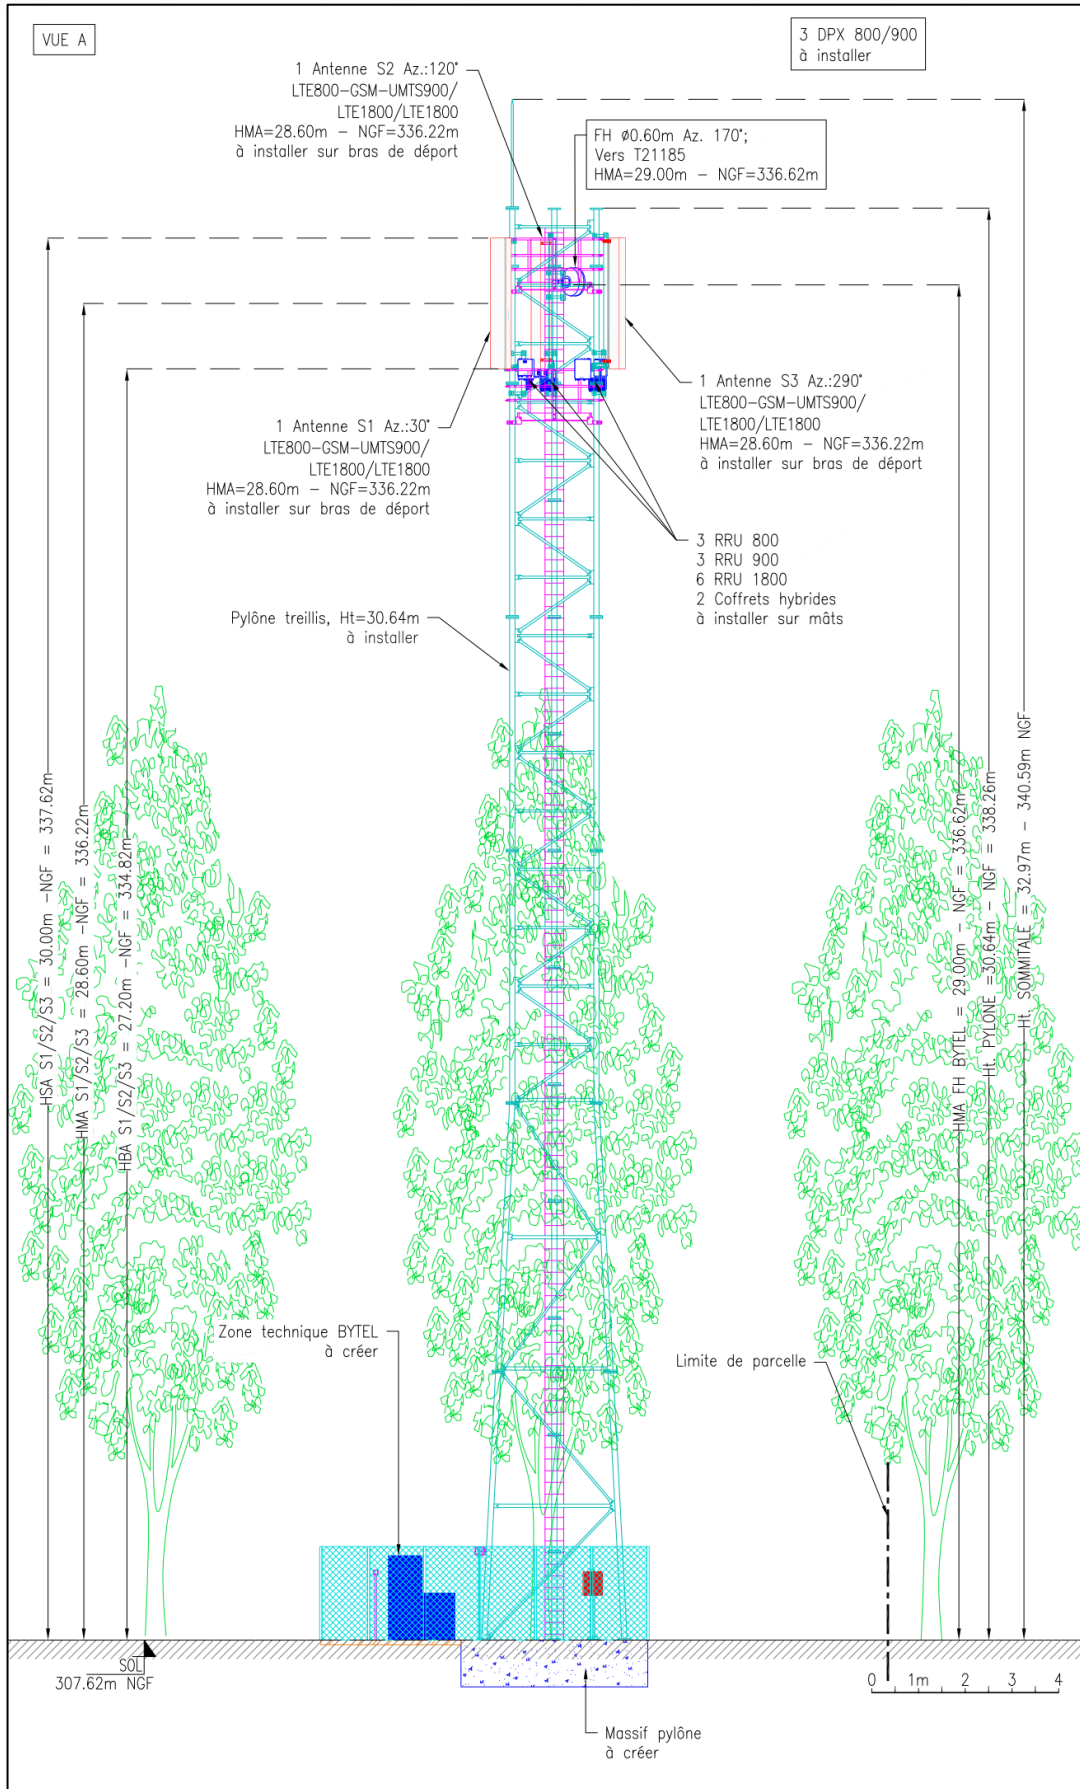 VUE A
3 DPX 800/900
à installer
1 Antenne S2 Az.:120°
LTE800-GSM-UMTS900/
LTE1800/LTE1800
HMA=28.60m - NGF=336.22m
à installer sur bras de déport
FH ø0.60m Az. 170°;
Vers T21185
HMA=29.00m - NGF=336.62m
1 Antenne S3 Az.:290°
LTE800-GSM-UMTS900/
LTE1800/LTE1800
HMA=28.60m - NGF=336.22m
à installer sur bras de déport
1 Antenne S1 Az.:30°
LTE800-GSM-UMTS900/
LTE1800/LTE1800
HMA=28.60m - NGF=336.22m
à installer sur bras de déport
3 RRU 800
3 RRU 900
6 RRU 1800
2 Coffrets hybrides
à installer sur mâts
Pylône treillis, Ht=30.64m
à installer
HSA S1/S2/S3 = 30.00m -NGF = 337.62m
HMA S1/S2/S3 = 28.60m -NGF = 336.22m
HBA S1/S2/S3 = 27.20m -NGF = 334.82m
HMA FH BYTEL = 29.00m - NGF = 336.62m
Ht. PYLONE =30.64m - NGF = 338.26m
Ht. SOMMITALE = 32.97m - 340.59m NGF
Zone technique BYTEL
à créer
Limite de parcelle
SOL
307.62m NGF
0 1m 2 3 4
Massif pylône
à créer